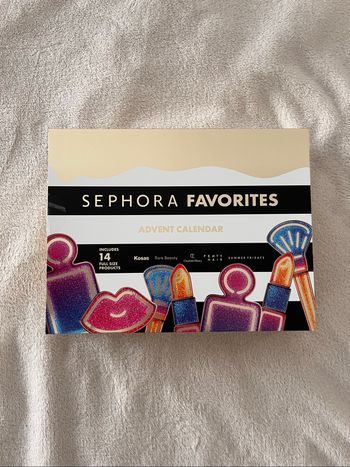 SEPHORA FAVORITES
ADVENT CALENDAR
INCLUDES
14
FULL SIZE
PRODUCTS
Kosas
Rare Beauty
FENTY
HAIR
SUMMER FRIDAYS